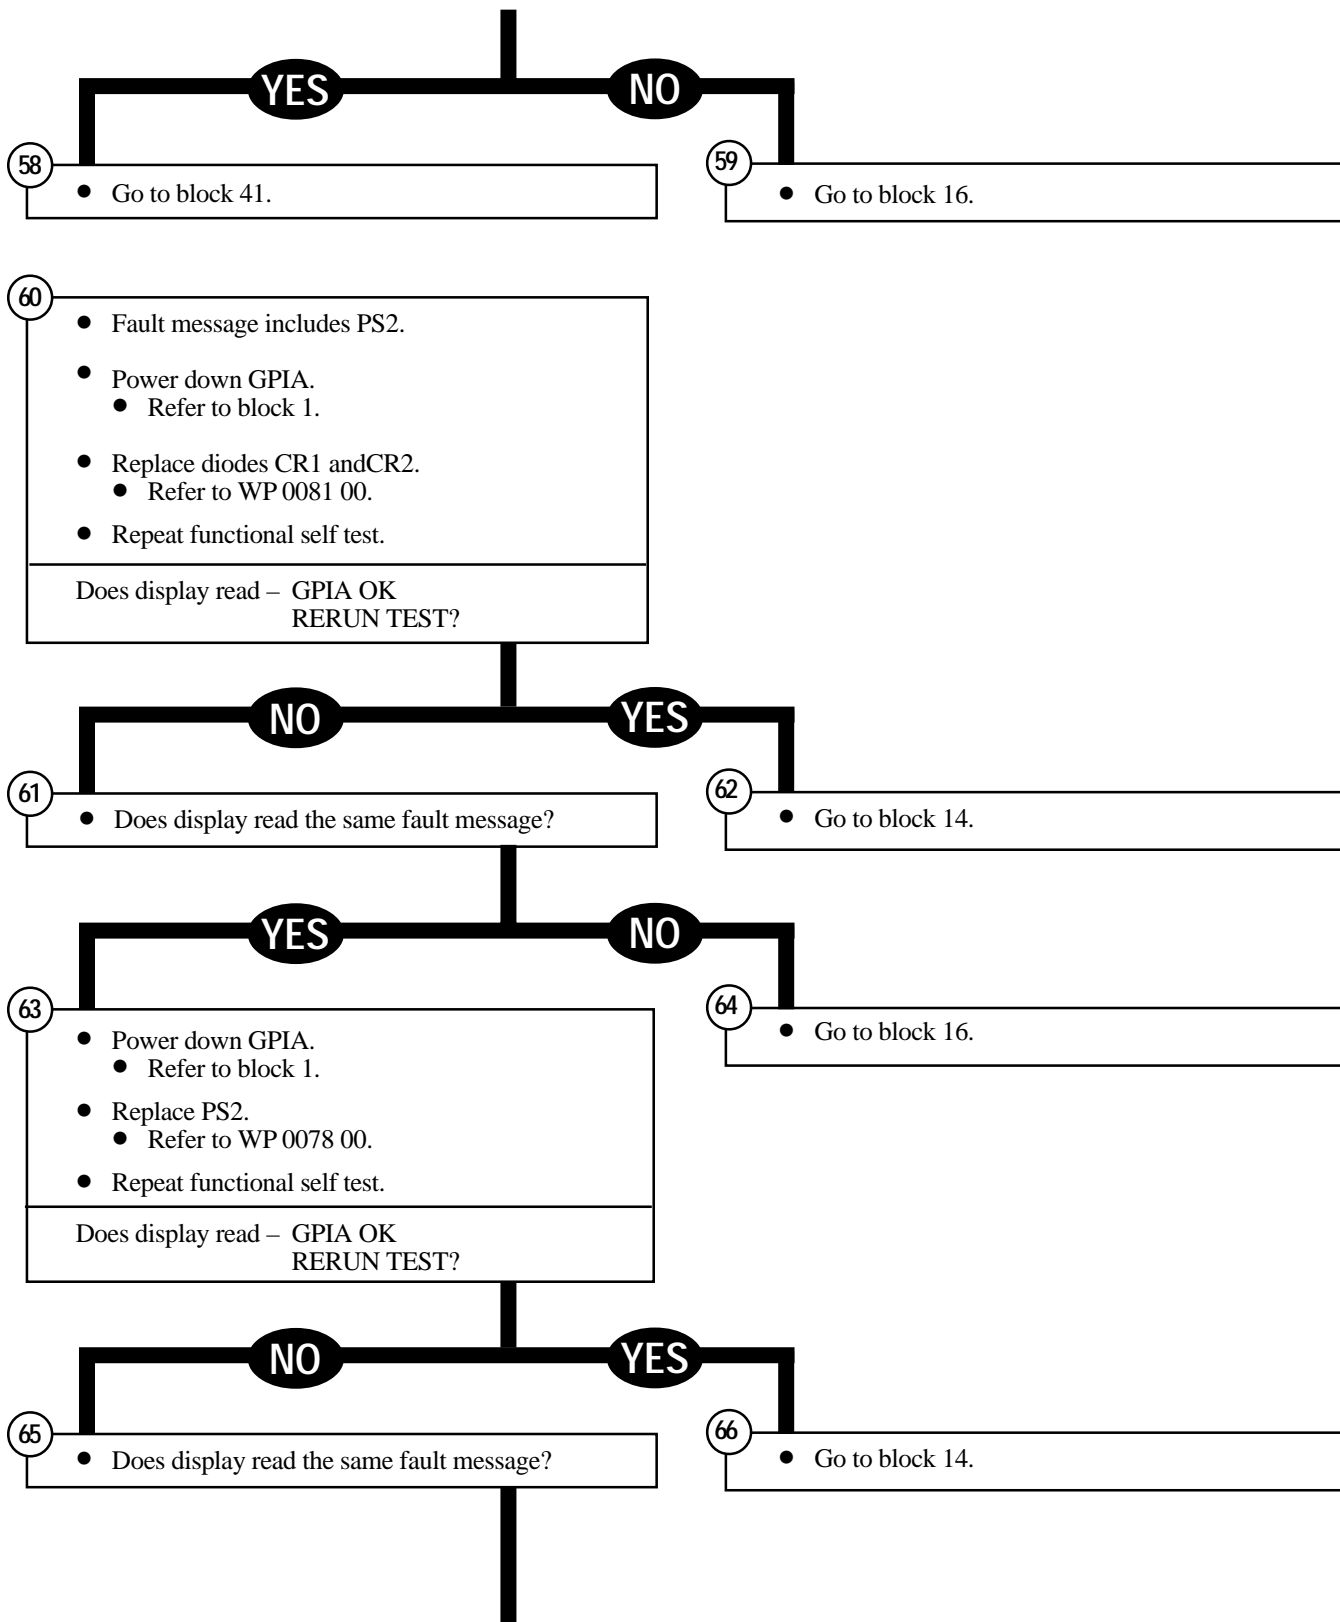 YES
NO
58
• Go to block 41.
59
• Go to block 16.
60
• Fault message includes PS2.
• Power down GPIA.
• Refer to block 1.
• Replace diodes CR1 andCR2.
• Refer to WP 0081 00.
• Repeat functional self test.
Does display read – GPIA OK
RERUN TEST?
NO
YES
61
• Does display read the same fault message?
62
• Go to block 14.
YES
NO
63
• Power down GPIA.
• Refer to block 1.
• Replace PS2.
• Refer to WP 0078 00.
• Repeat functional self test.
Does display read – GPIA OK
RERUN TEST?
64
• Go to block 16.
NO
YES
65
• Does display read the same fault message?
66
• Go to block 14.